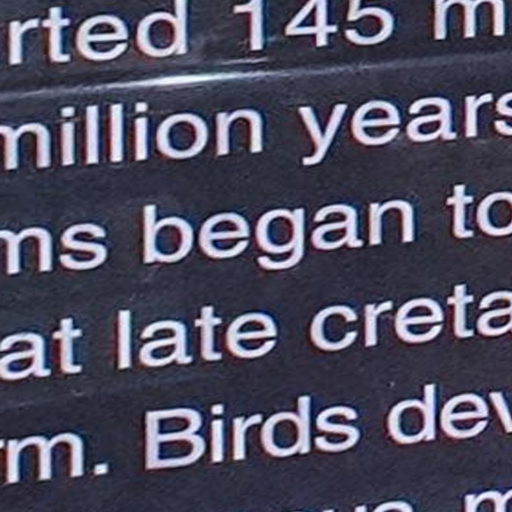 rted 145 m
million years
ms began to
at late creta
rm. Birds dev